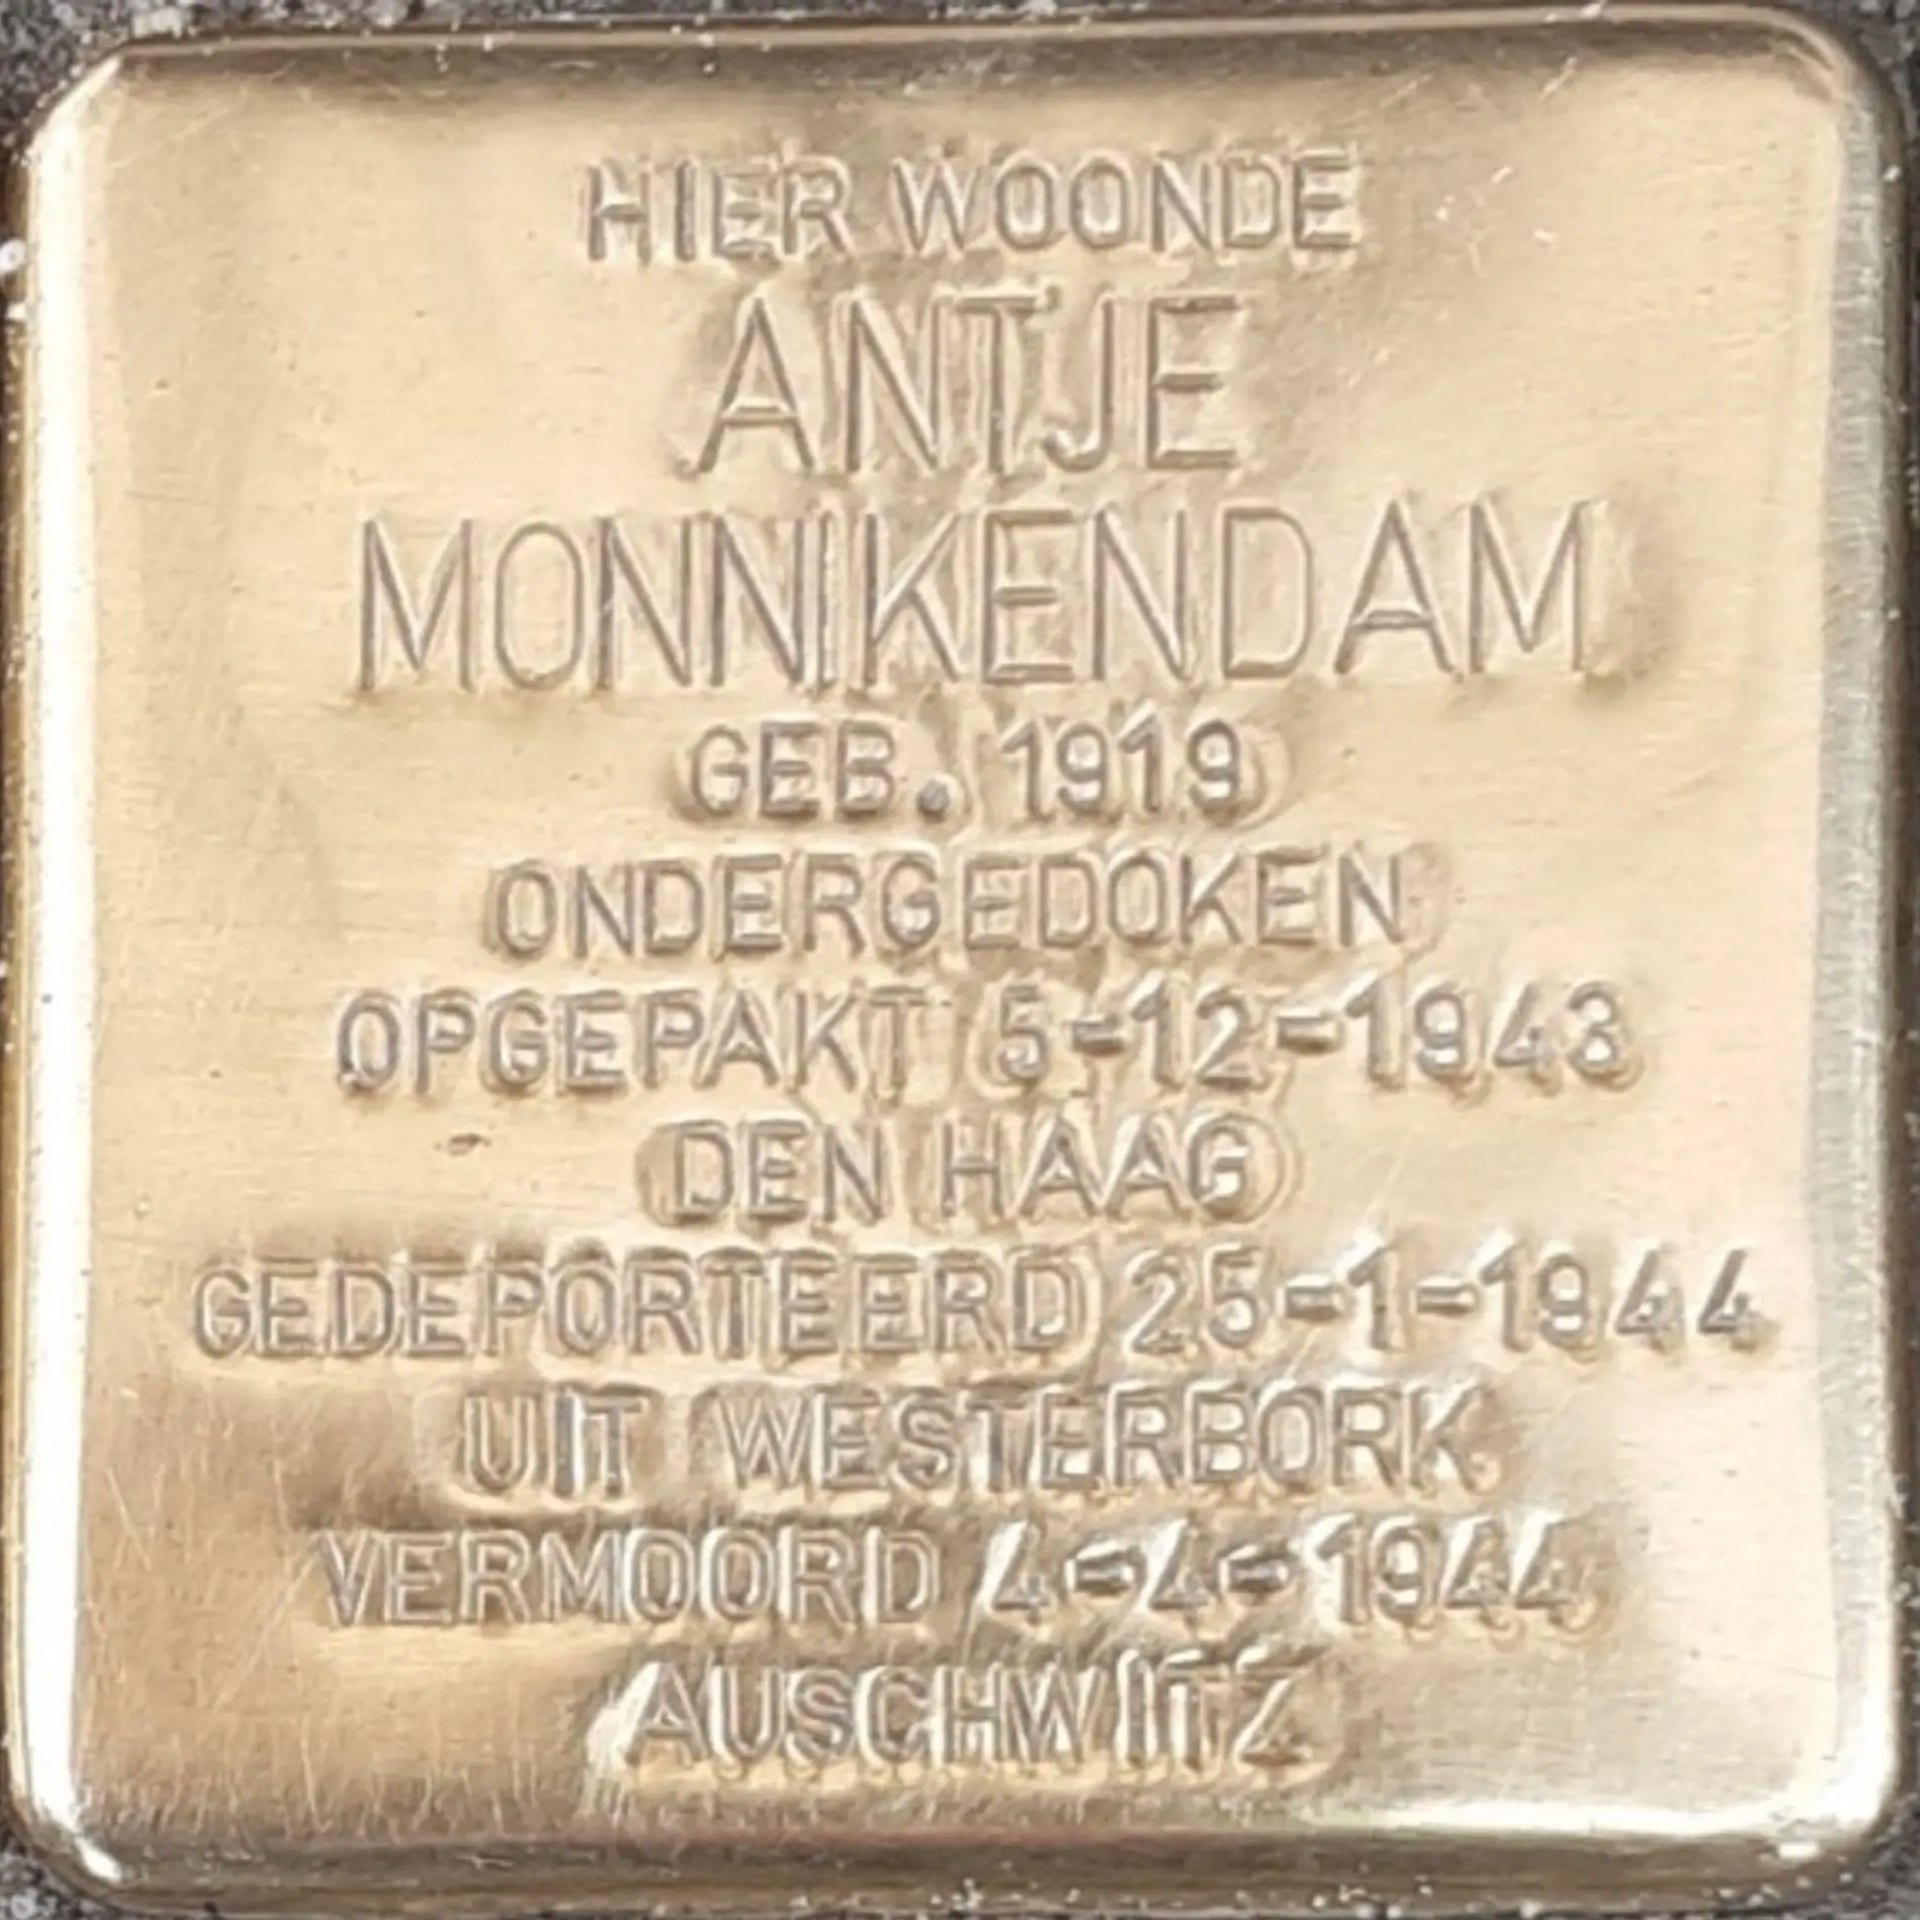 HIER WOONDE
ANTJE
MONNIKENDAM
GEB. 1919
ONDERGEDOKEN
OPGEPAKT 5-12-1943
DEN HAAG
GEDEPORTEERD 25-1-1944
UIT WESTERBORK
VERMOORD 4-4-1944
AUSCHWITZ